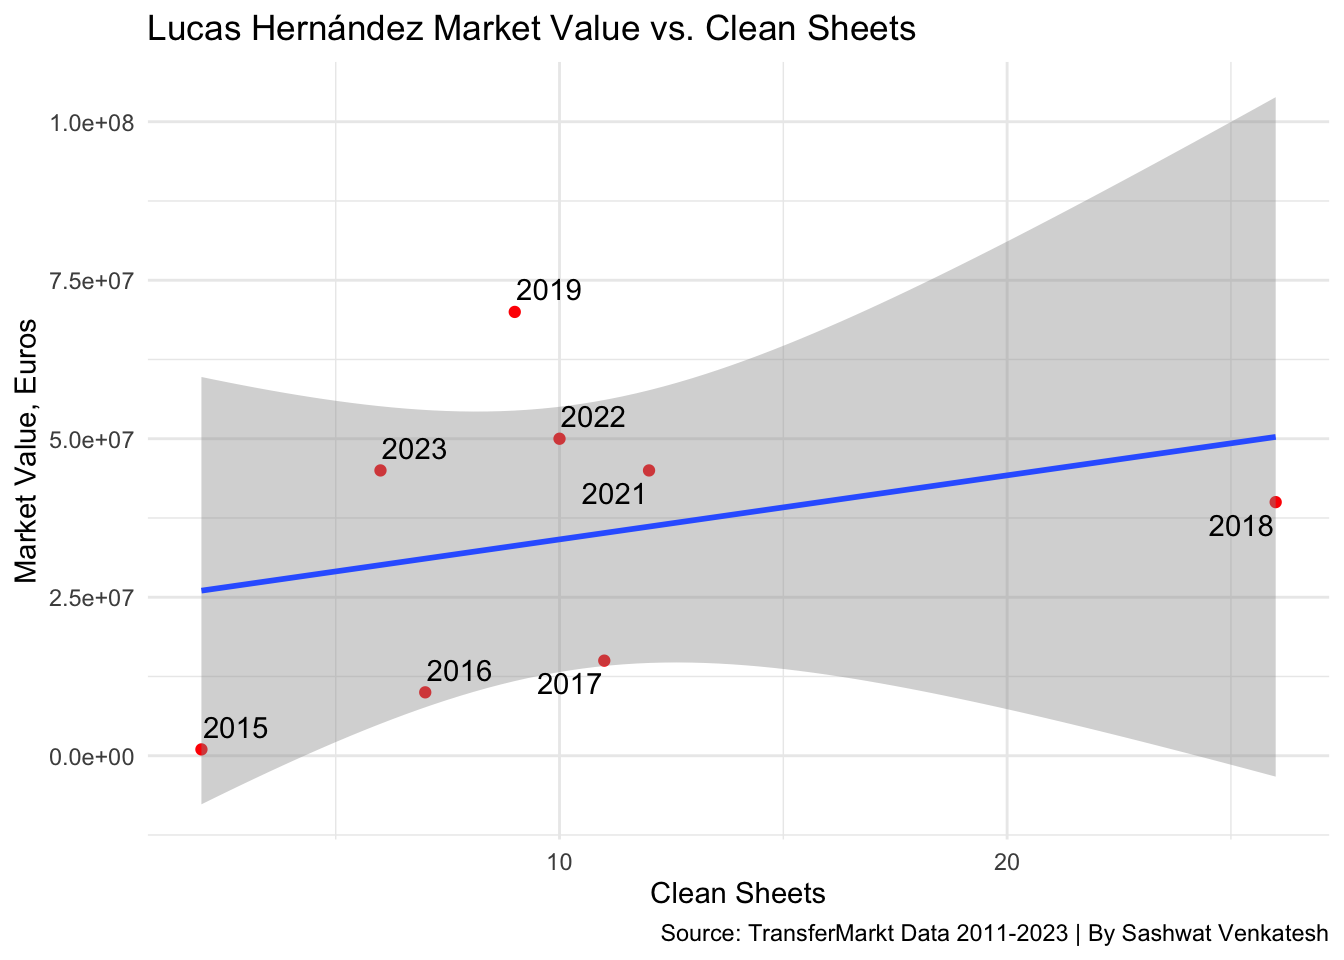 Lucas Hernández Market Value vs. Clean Sheets
Market Value, Euros
1.0e+08
7.5e+07
5.0e+07
2.5e+07
0.0e+00
2019
2022
2023
2021
2018
2016
2017
2015
10
20
Clean Sheets
Source: TransferMarkt Data 2011-2023 | By Sashwat Venkatesh